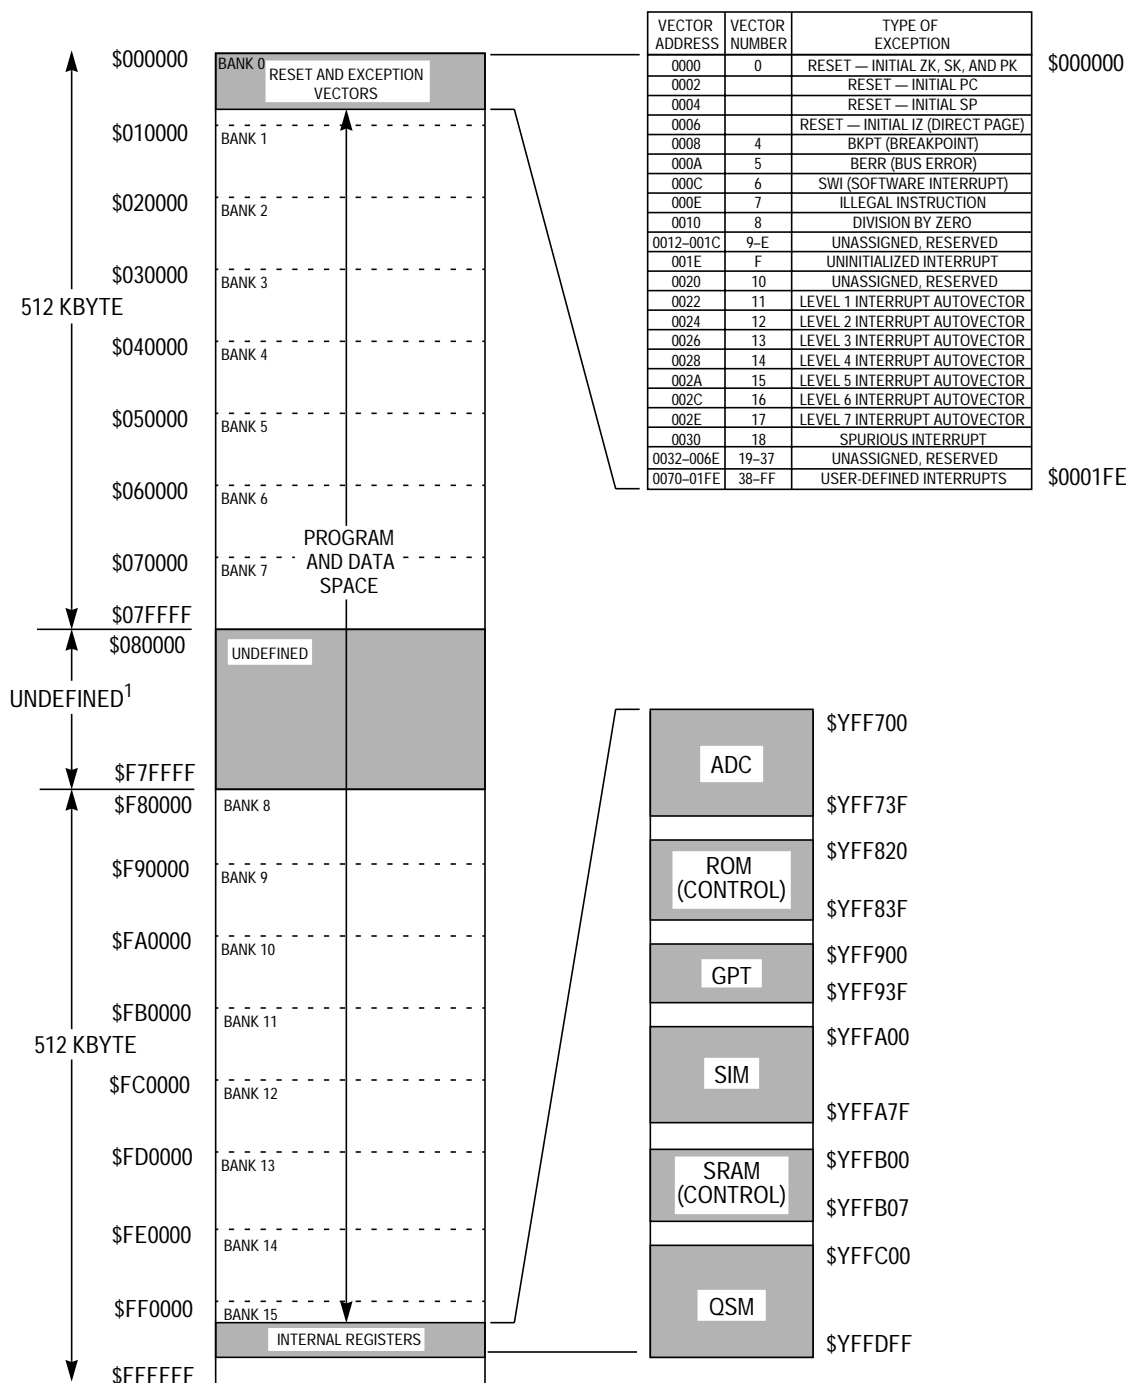 VECTOR ADDRESS VECTOR NUMBER TYPE OF EXCEPTION
0000 0 RESET — INITIAL ZK, SK, AND PK
0002 RESET — INITIAL PC
0004 RESET — INITIAL SP
0006 RESET — INITIAL IZ (DIRECT PAGE)
0008 4 BKPT (BREAKPOINT)
000A 5 BERR (BUS ERROR)
000C 6 SWI (SOFTWARE INTERRUPT)
000E 7 ILLEGAL INSTRUCTION
0010 8 DIVISION BY ZERO
0012–001C 9–E UNASSIGNED, RESERVED
001E F UNINITIALIZED INTERRUPT
0020 10 UNASSIGNED, RESERVED
0022 11 LEVEL 1 INTERRUPT AUTOVECTOR
0024 12 LEVEL 2 INTERRUPT AUTOVECTOR
0026 13 LEVEL 3 INTERRUPT AUTOVECTOR
0028 14 LEVEL 4 INTERRUPT AUTOVECTOR
002A 15 LEVEL 5 INTERRUPT AUTOVECTOR
002C 16 LEVEL 6 INTERRUPT AUTOVECTOR
002E 17 LEVEL 7 INTERRUPT AUTOVECTOR
0030 18 SPURIOUS INTERRUPT
0032–006E 19–37 UNASSIGNED, RESERVED
0070–01FE 38–FF USER-DEFINED INTERRUPTS
$000000
$0001FE
$000000
BANK 0
RESET AND EXCEPTION
VECTORS
$010000
BANK 1
$020000
BANK 2
$030000
BANK 3
512 KBYTE
$040000
BANK 4
$050000
BANK 5
$060000
BANK 6
PROGRAM
AND DATA
SPACE
$070000
BANK 7
$07FFFF
$080000
UNDEFINED
UNDEFINED1
$F7FFFF
$F80000
BANK 8
$F90000
BANK 9
$FA0000
BANK 10
$FB0000
BANK 11
512 KBYTE
$FC0000
BANK 12
$FD0000
BANK 13
$FE0000
BANK 14
$FF0000
BANK 15
INTERNAL REGISTERS
$FFFFFF
$YFF700
ADC
$YFF73F
$YFF820
ROM
(CONTROL)
$YFF83F
$YFF900
GPT
$YFF93F
$YFFA00
SIM
$YFFA7F
$YFFB00
SRAM
(CONTROL)
$YFFB07
$YFFC00
QSM
$YFFDFF